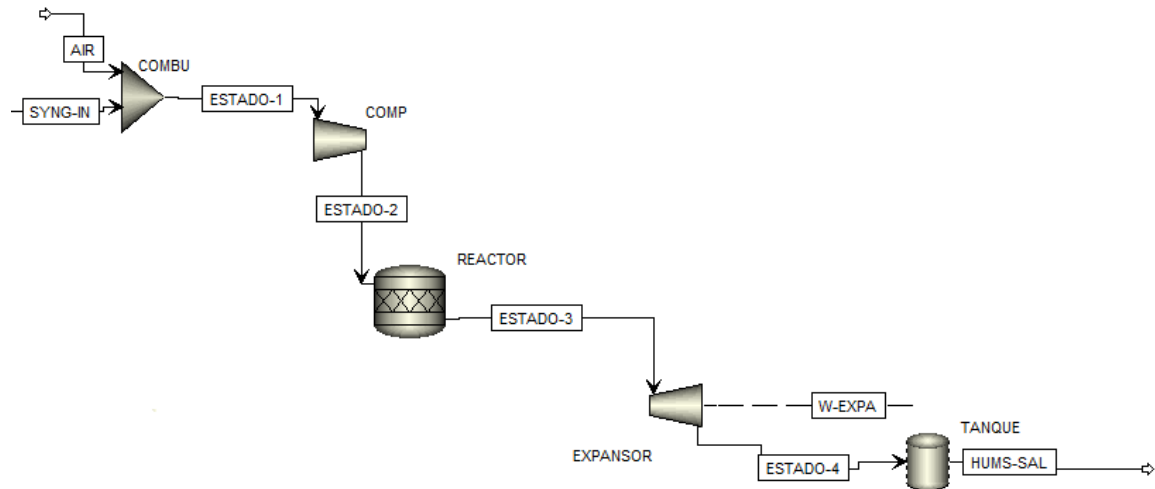 AIR
COMBU
SYNG-IN
ESTADO-1
COMP
ESTADO-2
REACTOR
ESTADO-3
W-EXPA
TANQUE
EXPANSOR
ESTADO-4
HUMS-SAL